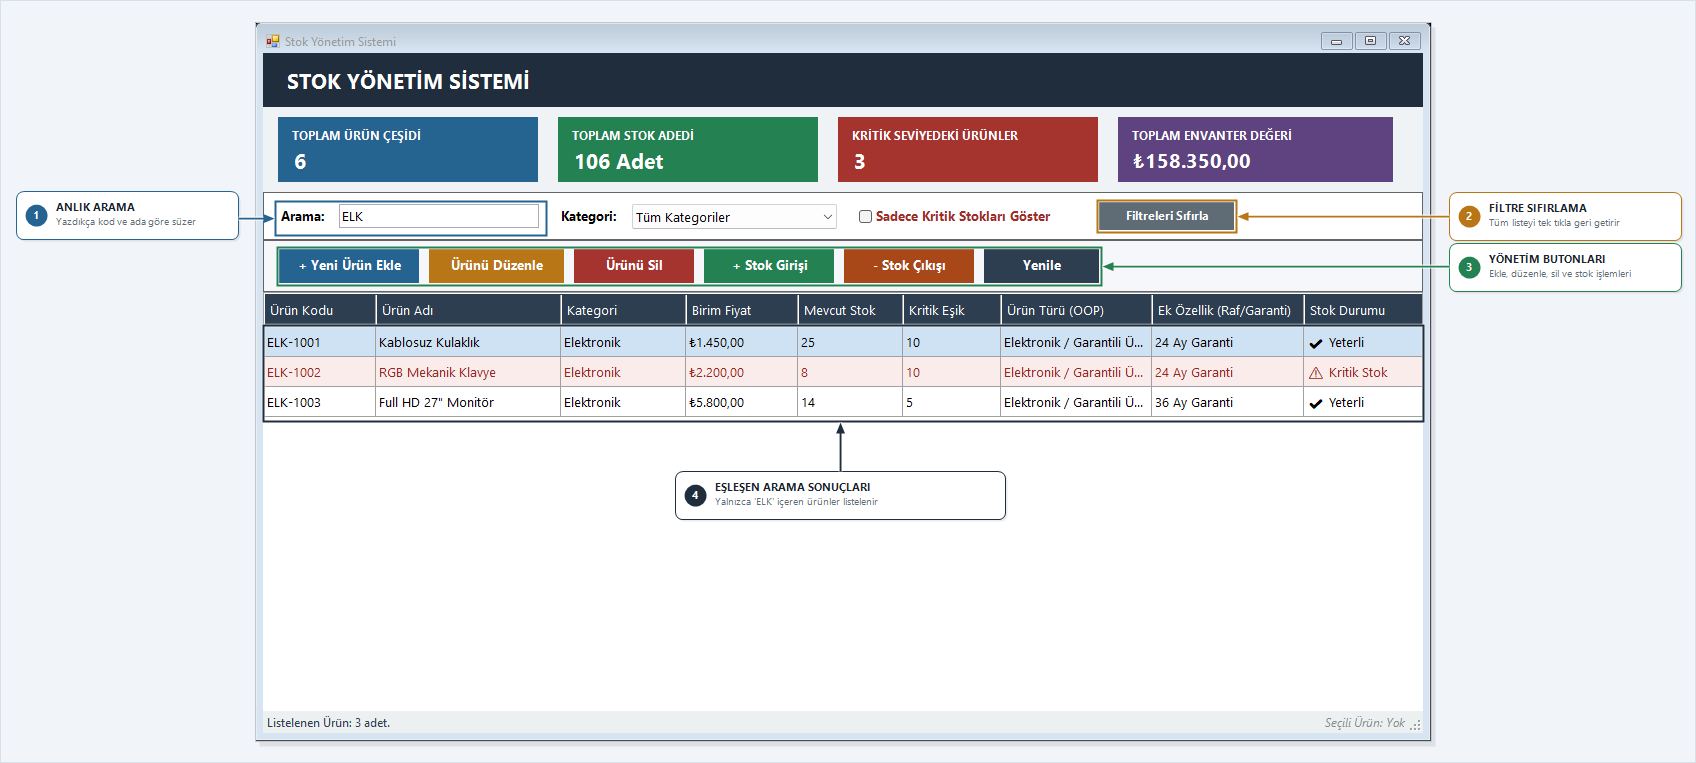 Stok Yönetim Sistemi
STOK YÖNETİM SİSTEMİ
TOPLAM ÜRÜN ÇEŞİDİ
6
TOPLAM STOK ADEDİ
106 Adet
KRİTİK SEVİYEDEKİ ÜRÜNLER
3
TOPLAM ENVANTER DEĞERİ
₺158.350,00
1 ANLIK ARAMA
Yazdıkça kod ve ada göre süzer
Arama: ELK Kategori: Tüm Kategoriler Sadece Kritik Stokları Göster Filtreleri Sıfırla
2 FİLTRE SIFIRLAMA
Tüm listeyi tek tıkla geri getirir
+ Yeni Ürün Ekle Ürünü Düzenle Ürünü Sil + Stok Girişi - Stok Çıkışı Yenile
3 YÖNETİM BUTONLARI
Ekle, düzenle, sil ve stok işlemleri
Ürün Kodu Ürün Adı Kategori Birim Fiyat Mevcut Stok Kritik Eşik Ürün Türü (OOP) Ek Özellik (Raf/Garanti) Stok Durumu
ELK-1001 Kablosuz Kulaklık Elektronik ₺1.450,00 25 10 Elektronik / Garantili Ü... 24 Ay Garanti ✔ Yeterli
ELK-1002 RGB Mekanik Klavye Elektronik ₺2.200,00 8 10 Elektronik / Garantili Ü... 24 Ay Garanti ⚠ Kritik Stok
ELK-1003 Full HD 27" Monitör Elektronik ₺5.800,00 14 5 Elektronik / Garantili Ü... 36 Ay Garanti ✔ Yeterli
4 EŞLEŞEN ARAMA SONUÇLARI
Yalnızca 'ELK' içeren ürünler listelenir
Listelenen Ürün: 3 adet. Seçili Ürün: Yok